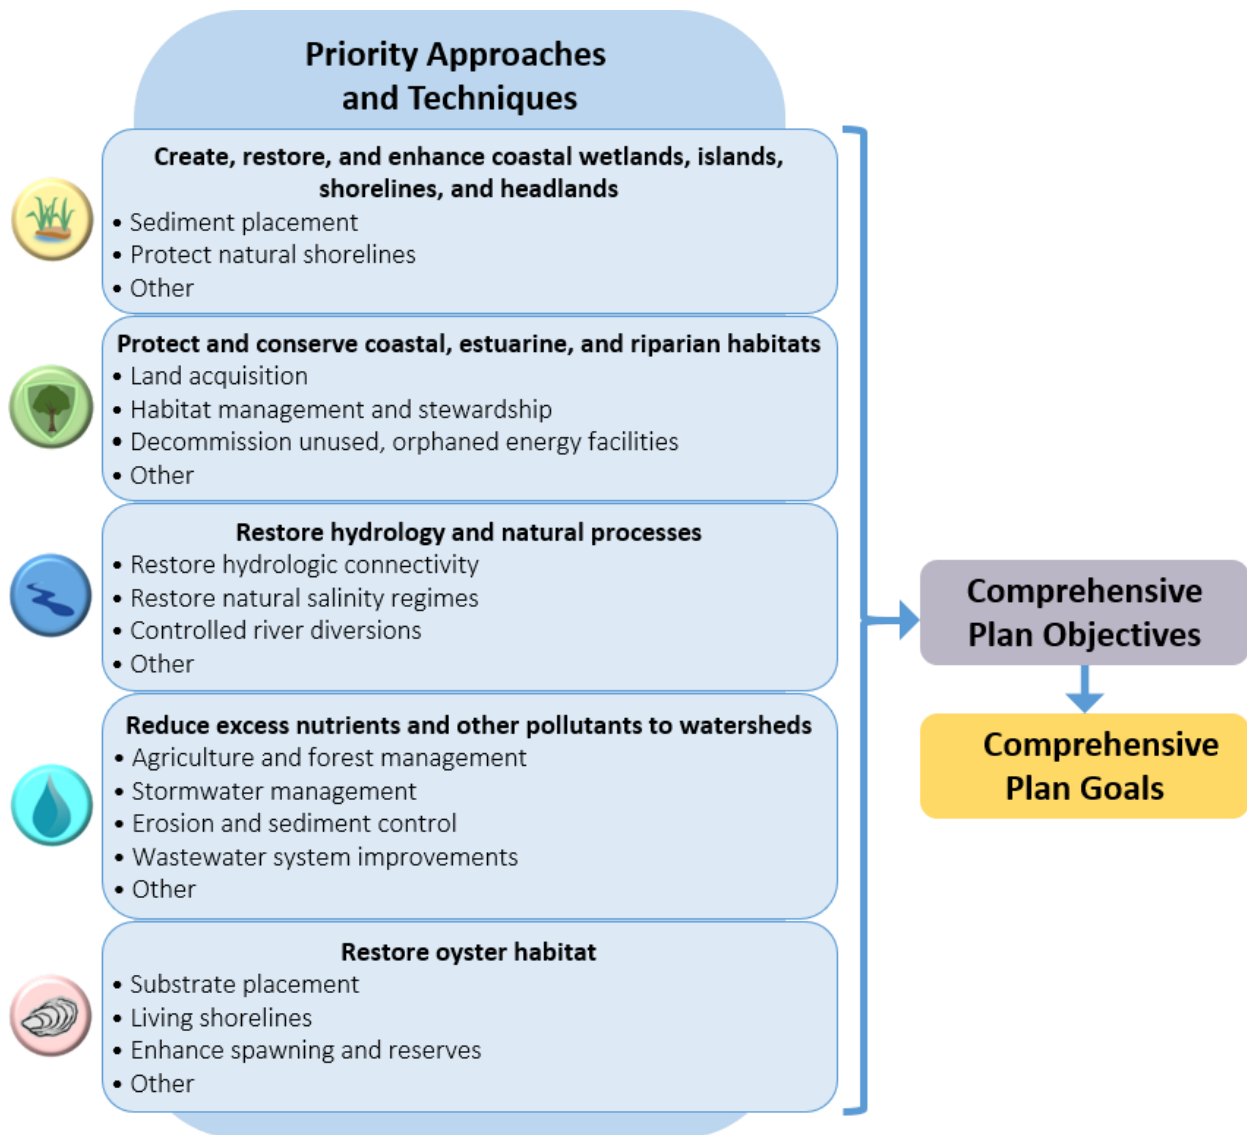 Priority Approaches
and Techniques
Create, restore, and enhance coastal wetlands, islands,
shorelines, and headlands
• Sediment placement
• Protect natural shorelines
• Other
Protect and conserve coastal, estuarine, and riparian habitats
• Land acquisition
• Habitat management and stewardship
• Decommission unused, orphaned energy facilities
• Other
Restore hydrology and natural processes
• Restore hydrologic connectivity
• Restore natural salinity regimes
• Controlled river diversions
• Other
Reduce excess nutrients and other pollutants to watersheds
• Agriculture and forest management
• Stormwater management
• Erosion and sediment control
• Wastewater system improvements
• Other
Restore oyster habitat
• Substrate placement
• Living shorelines
• Enhance spawning and reserves
• Other
Comprehensive
Plan Objectives
Comprehensive
Plan Goals